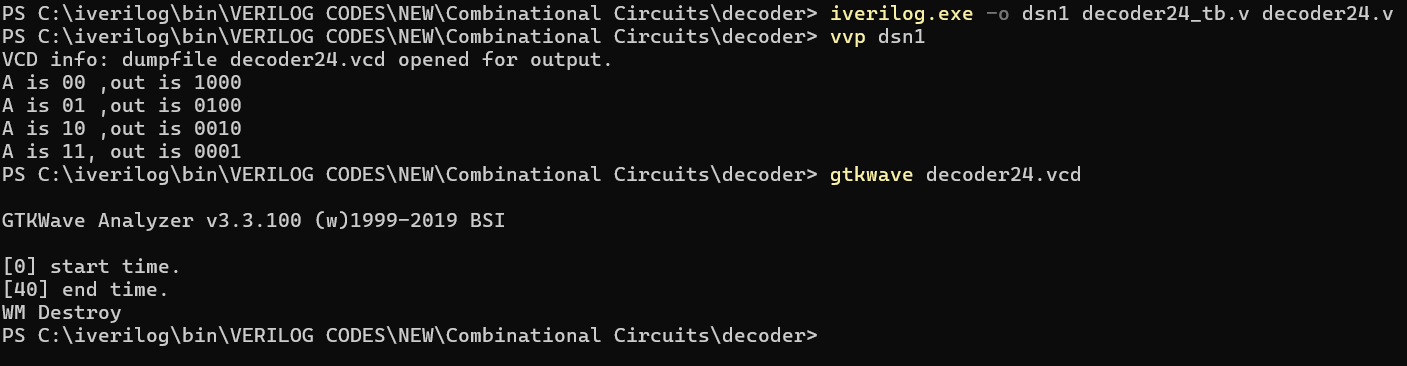 PS C:\iverilog\bin\VERILOG CODES\NEW\Combinational Circuits\decoder> iverilog.exe -o dsn1 decoder24_tb.v decoder24.v
PS C:\iverilog\bin\VERILOG CODES\NEW\Combinational Circuits\decoder> vvp dsn1
VCD info: dumpfile decoder24.vcd opened for output.
A is 00 ,out is 1000
A is 01 ,out is 0100
A is 10 ,out is 0010
A is 11, out is 0001
PS C:\iverilog\bin\VERILOG CODES\NEW\Combinational Circuits\decoder> gtkwave decoder24.vcd
GTKWave Analyzer v3.3.100 (w)1999-2019 BSI
[0] start time.
[40] end time.
WM Destroy
PS C:\iverilog\bin\VERILOG CODES\NEW\Combinational Circuits\decoder>